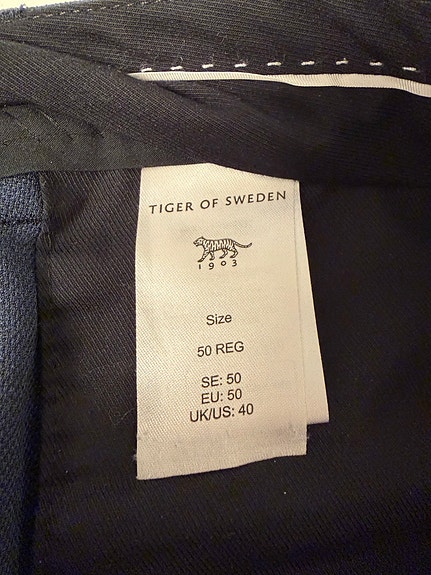 TIGER OF SWEDEN
1903
Size
50 REG
SE: 50
EU: 50
UK/US: 40